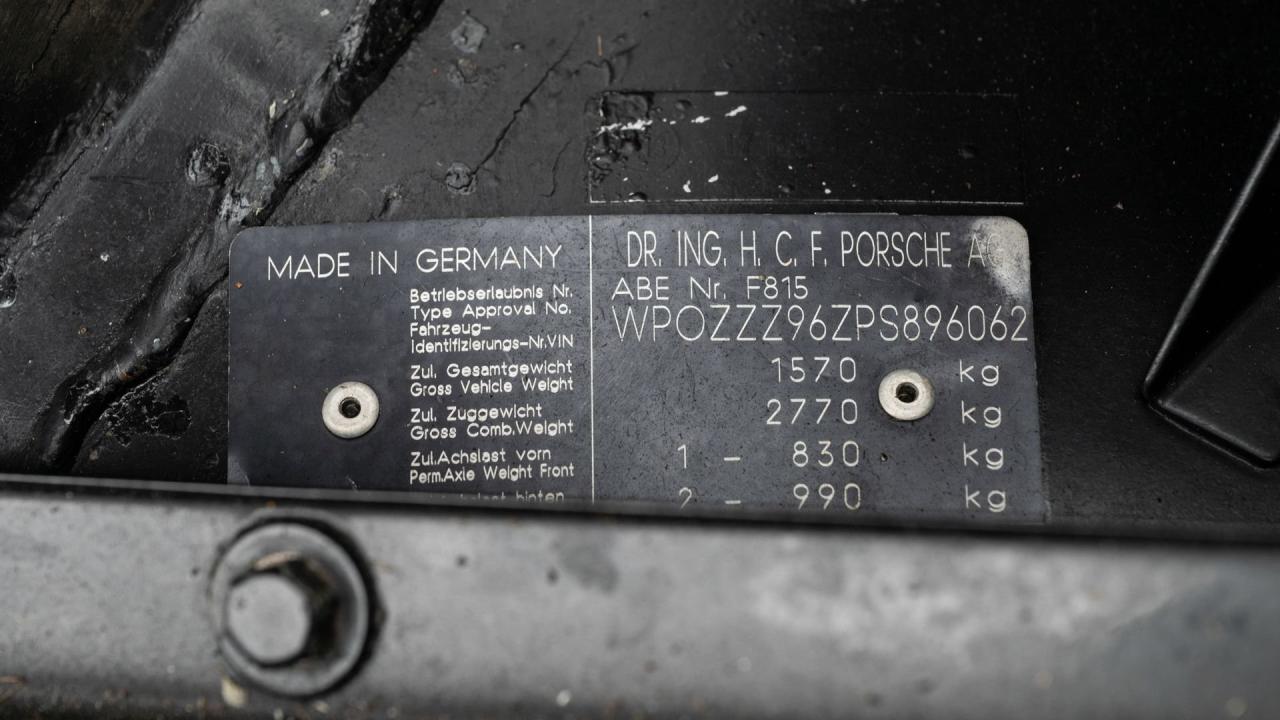 MADE IN GERMANY
DR. ING. H. C. F. PORSCHE AG
Betriebserlaubnis Nr.
Type Approval No.
ABE Nr. F815
Fahrzeug-
Identifizierungs-Nr.VIN
WPOZZZ96ZPS896062
Zul. Gesamtgewicht
Gross Vehicle Weight
1570 kg
Zul. Zuggewicht
Gross Comb.Weight
2770 kg
Zul.Achslast vorn
Perm.Axle Weight Front
1 - 830 kg
hinten
2 - 990 kg